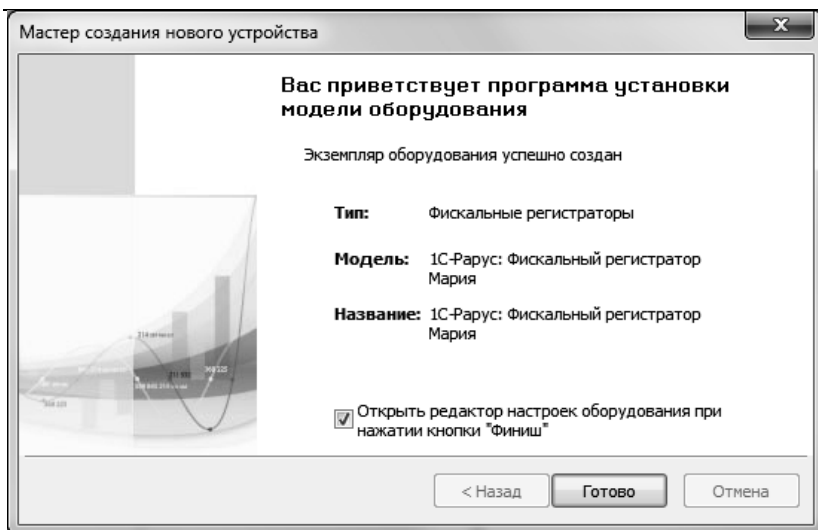 Мастер создания нового устройства
Вас приветствует программа установки
модели оборудования
Экземпляр оборудования успешно создан
Тип: Фискальные регистраторы
Модель: 1С-Рарус: Фискальный регистратор
Мария
Название: 1С-Рарус: Фискальный регистратор
Мария
Открыть редактор настроек оборудования при
нажатии кнопки "Финиш"
< Назад
Готово
Отмена